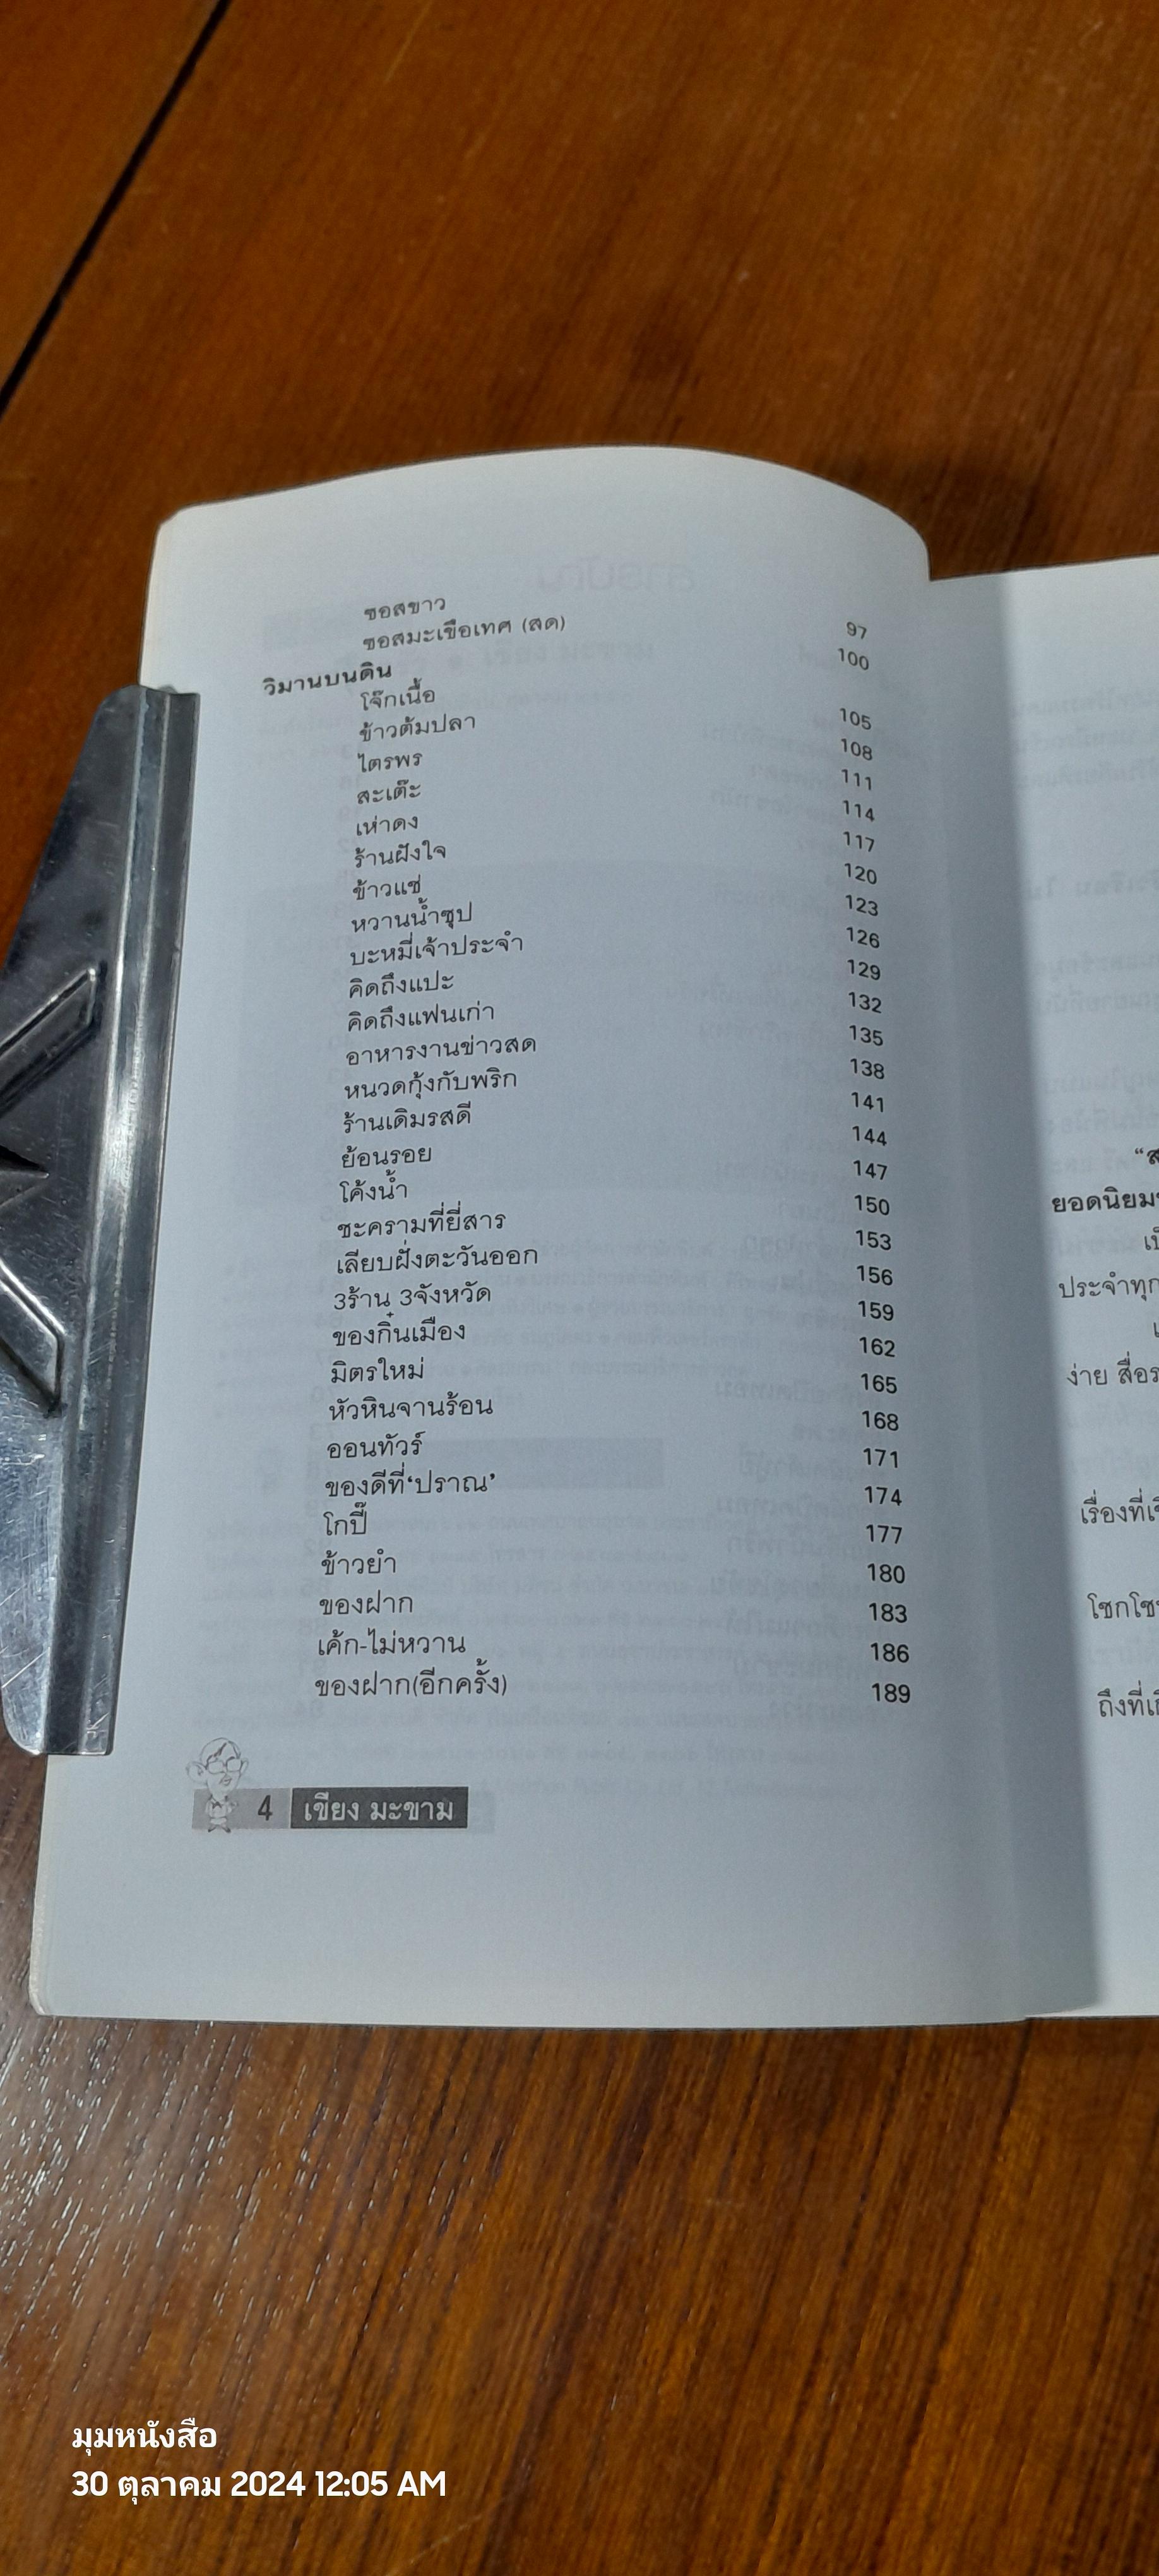 ซอสขาว 97
ซอสมะเขือเทศ (สด) 100
วิมานบนดิน
โจ๊กเนื้อ 105
ข้าวต้มปลา 108
ไตรพร 111
สะเต๊ะ 114
เห่าดง 117
ร้านฝังใจ 120
ข้าวแช่ 123
หวานน้ำซุป 126
บะหมี่เจ้าประจำ 129
คิดถึงแปะ 132
คิดถึงแฟนเก่า 135
อาหารงานข่าวสด 138
หนวดกุ้งกับพริก 141
ร้านเดิมรสดี 144
ย้อนรอย 147
โค้งน้ำ 150
ชะครามที่ยี่สาร 153
เลียบฝั่งตะวันออก 156
3ร้าน 3จังหวัด 159
ของกิ๋นเมือง 162
มิตรใหม่ 165
หัวหินจานร้อน 168
ออนทัวร์ 171
ของดีที่‘ปราณ’ 174
โกปี๊ 177
ข้าวยำ 180
ของฝาก 183
เค้ก-ไม่หวาน 186
ของฝาก(อีกครั้ง) 189
4 เขียง มะขาม
“ส
ยอดนิยม
เป็
ประจำทุก
ง่าย สื่อร
เรื่องที่เ
โชกโช
ถึงที่เ
มุมหนังสือ
30 ตุลาคม 2024 12:05 AM